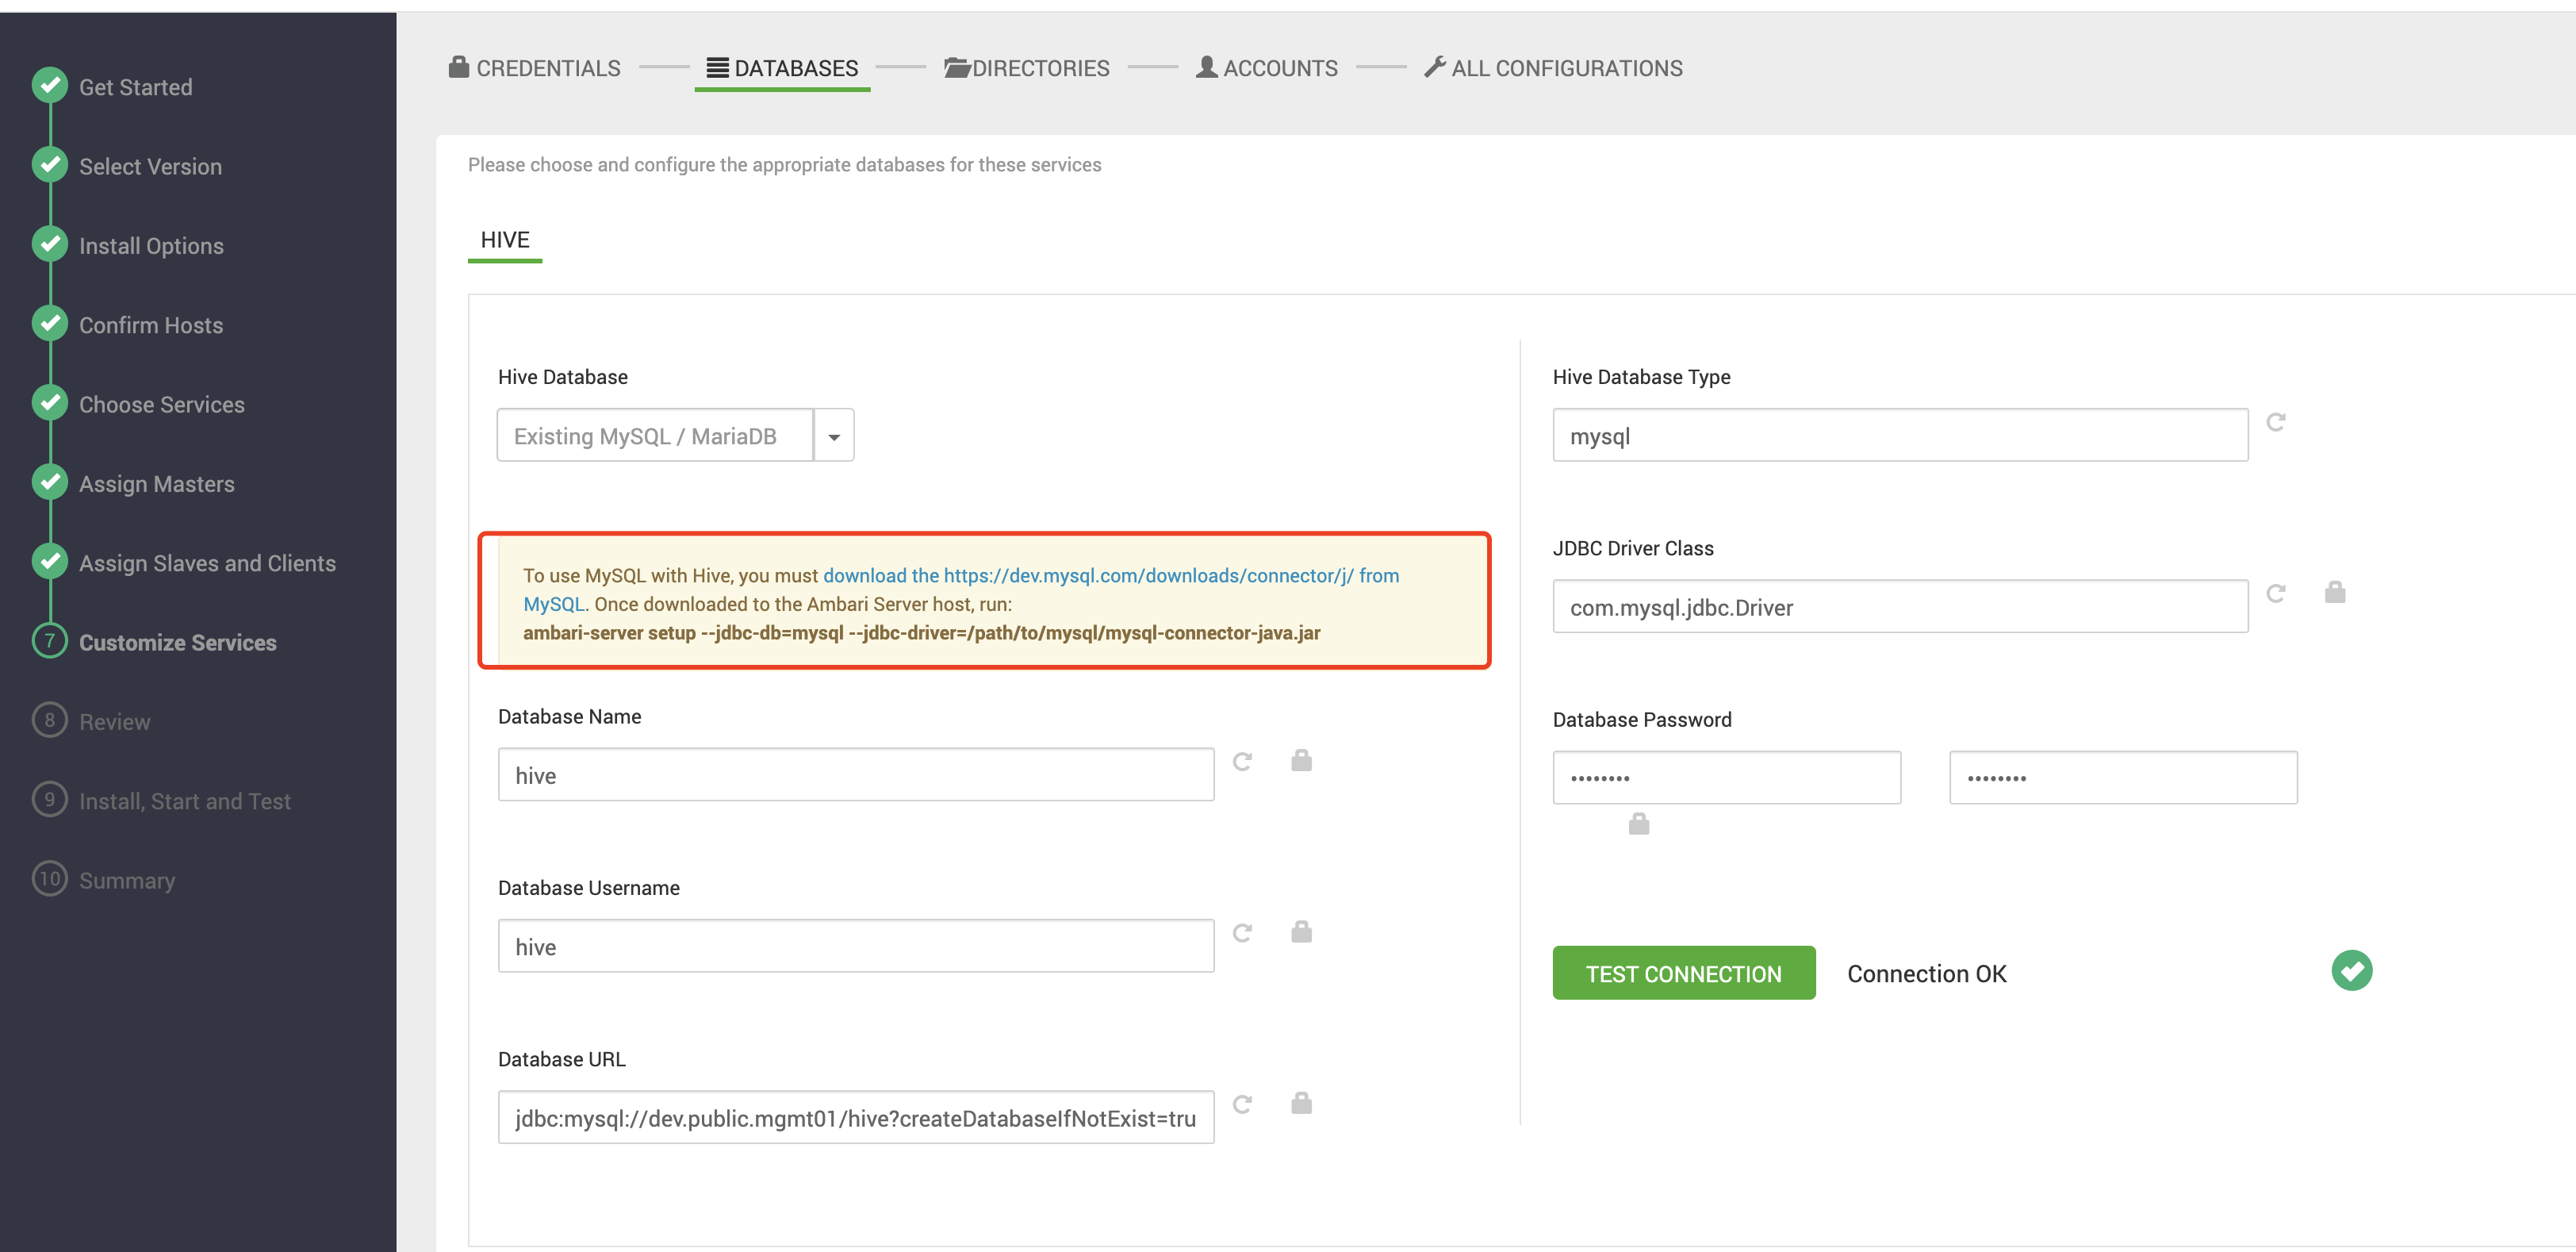 Get Started
Select Version
Install Options
Confirm Hosts
Choose Services
Assign Masters
Assign Slaves and Clients
7 Customize Services
8 Review
9 Install, Start and Test
10 Summary
CREDENTIALS DATABASES DIRECTORIES ACCOUNTS ALL CONFIGURATIONS
Please choose and configure the appropriate databases for these services
HIVE
Hive Database
Existing MySQL / MariaDB
To use MySQL with Hive, you must download the https://dev.mysql.com/downloads/connector/j/ from
MySQL. Once downloaded to the Ambari Server host, run:
ambari-server setup --jdbc-db=mysql --jdbc-driver=/path/to/mysql/mysql-connector-java.jar
Database Name
hive
Database Username
hive
Database URL
jdbc:mysql://dev.public.mgmt01/hive?createDatabaseIfNotExist=tru
Hive Database Type
mysql
JDBC Driver Class
com.mysql.jdbc.Driver
Database Password
•••••••• ••••••••
TEST CONNECTION Connection OK